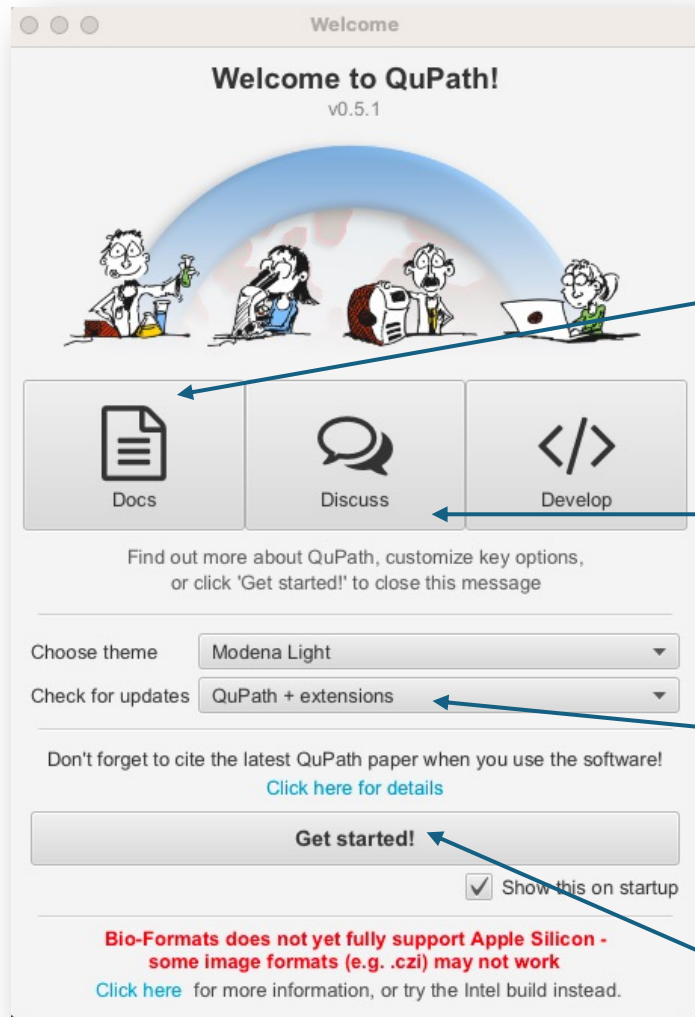 Welcome
Welcome to QuPath!
v0.5.1
Docs
Discuss
Develop
Find out more about QuPath, customize key options,
or click 'Get started!' to close this message
Choose theme Modena Light
Check for updates QuPath + extensions
Don't forget to cite the latest QuPath paper when you use the software!
Click here for details
Get started!
Show this on startup
Bio-Formats does not yet fully support Apple Silicon -
some image formats (e.g. .czi) may not work
Click here for more information, or try the Intel build instead.